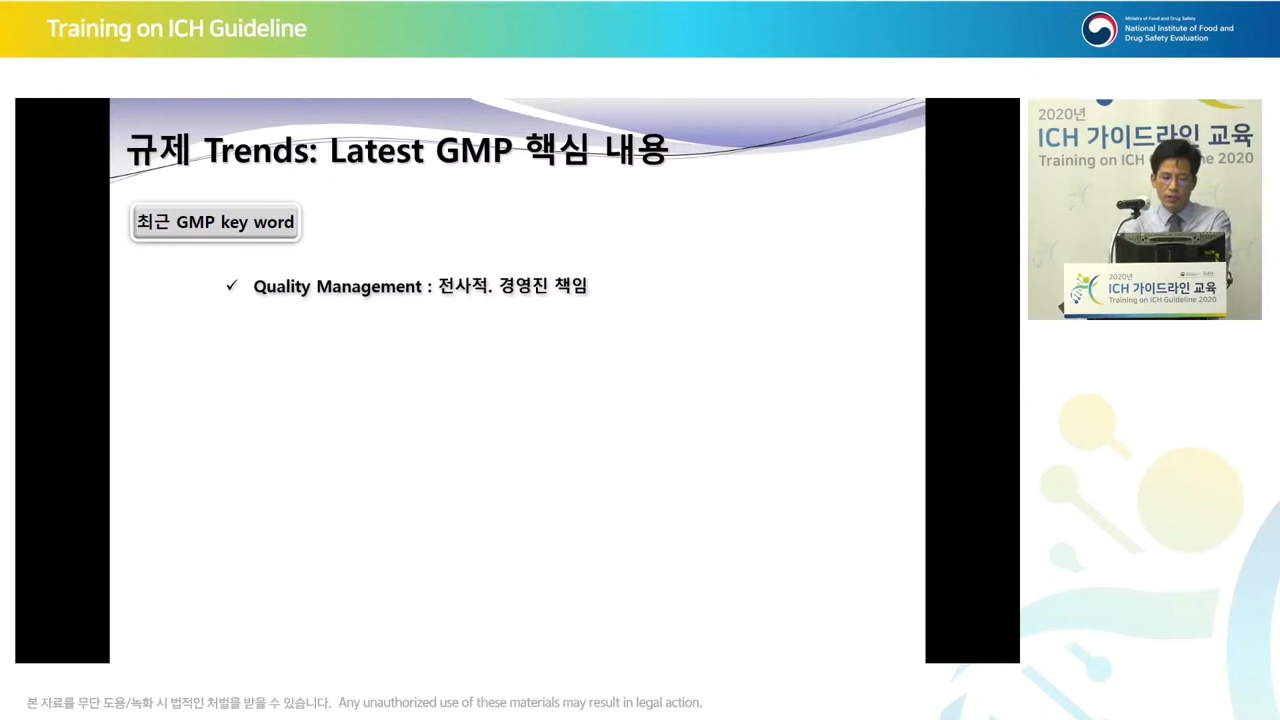 Training on ICH Guideline
Ministry of Food and Drug Safety
National Institute of Food and
Drug Safety Evaluation
규제 Trends: Latest GMP 핵심 내용
최근 GMP key word
✓ Quality Management : 전사적. 경영진 책임
2020년
ICH 가이드라인 교육
Training on ICH Guideline 2020
2020년
ICH 가이드라인 교육
Training on ICH Guideline 2020
본 자료를 무단 도용/녹화 시 법적인 처벌을 받을 수 있습니다. Any unauthorized use of these materials may result in legal action.